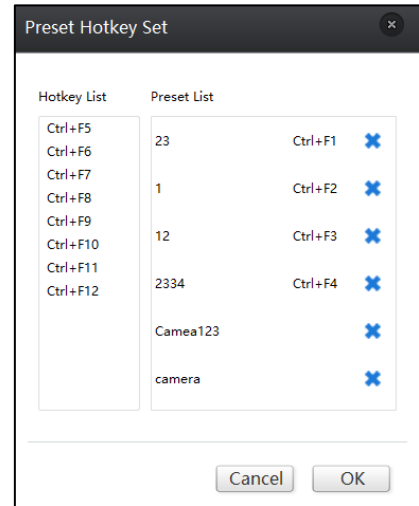 Preset Hotkey Set
Hotkey List
Preset List
Ctrl+F5
Ctrl+F6
Ctrl+F7
Ctrl+F8
Ctrl+F9
Ctrl+F10
Ctrl+F11
Ctrl+F12
23 Ctrl+F1
1 Ctrl+F2
12 Ctrl+F3
2334 Ctrl+F4
Camea123
camera
Cancel
OK